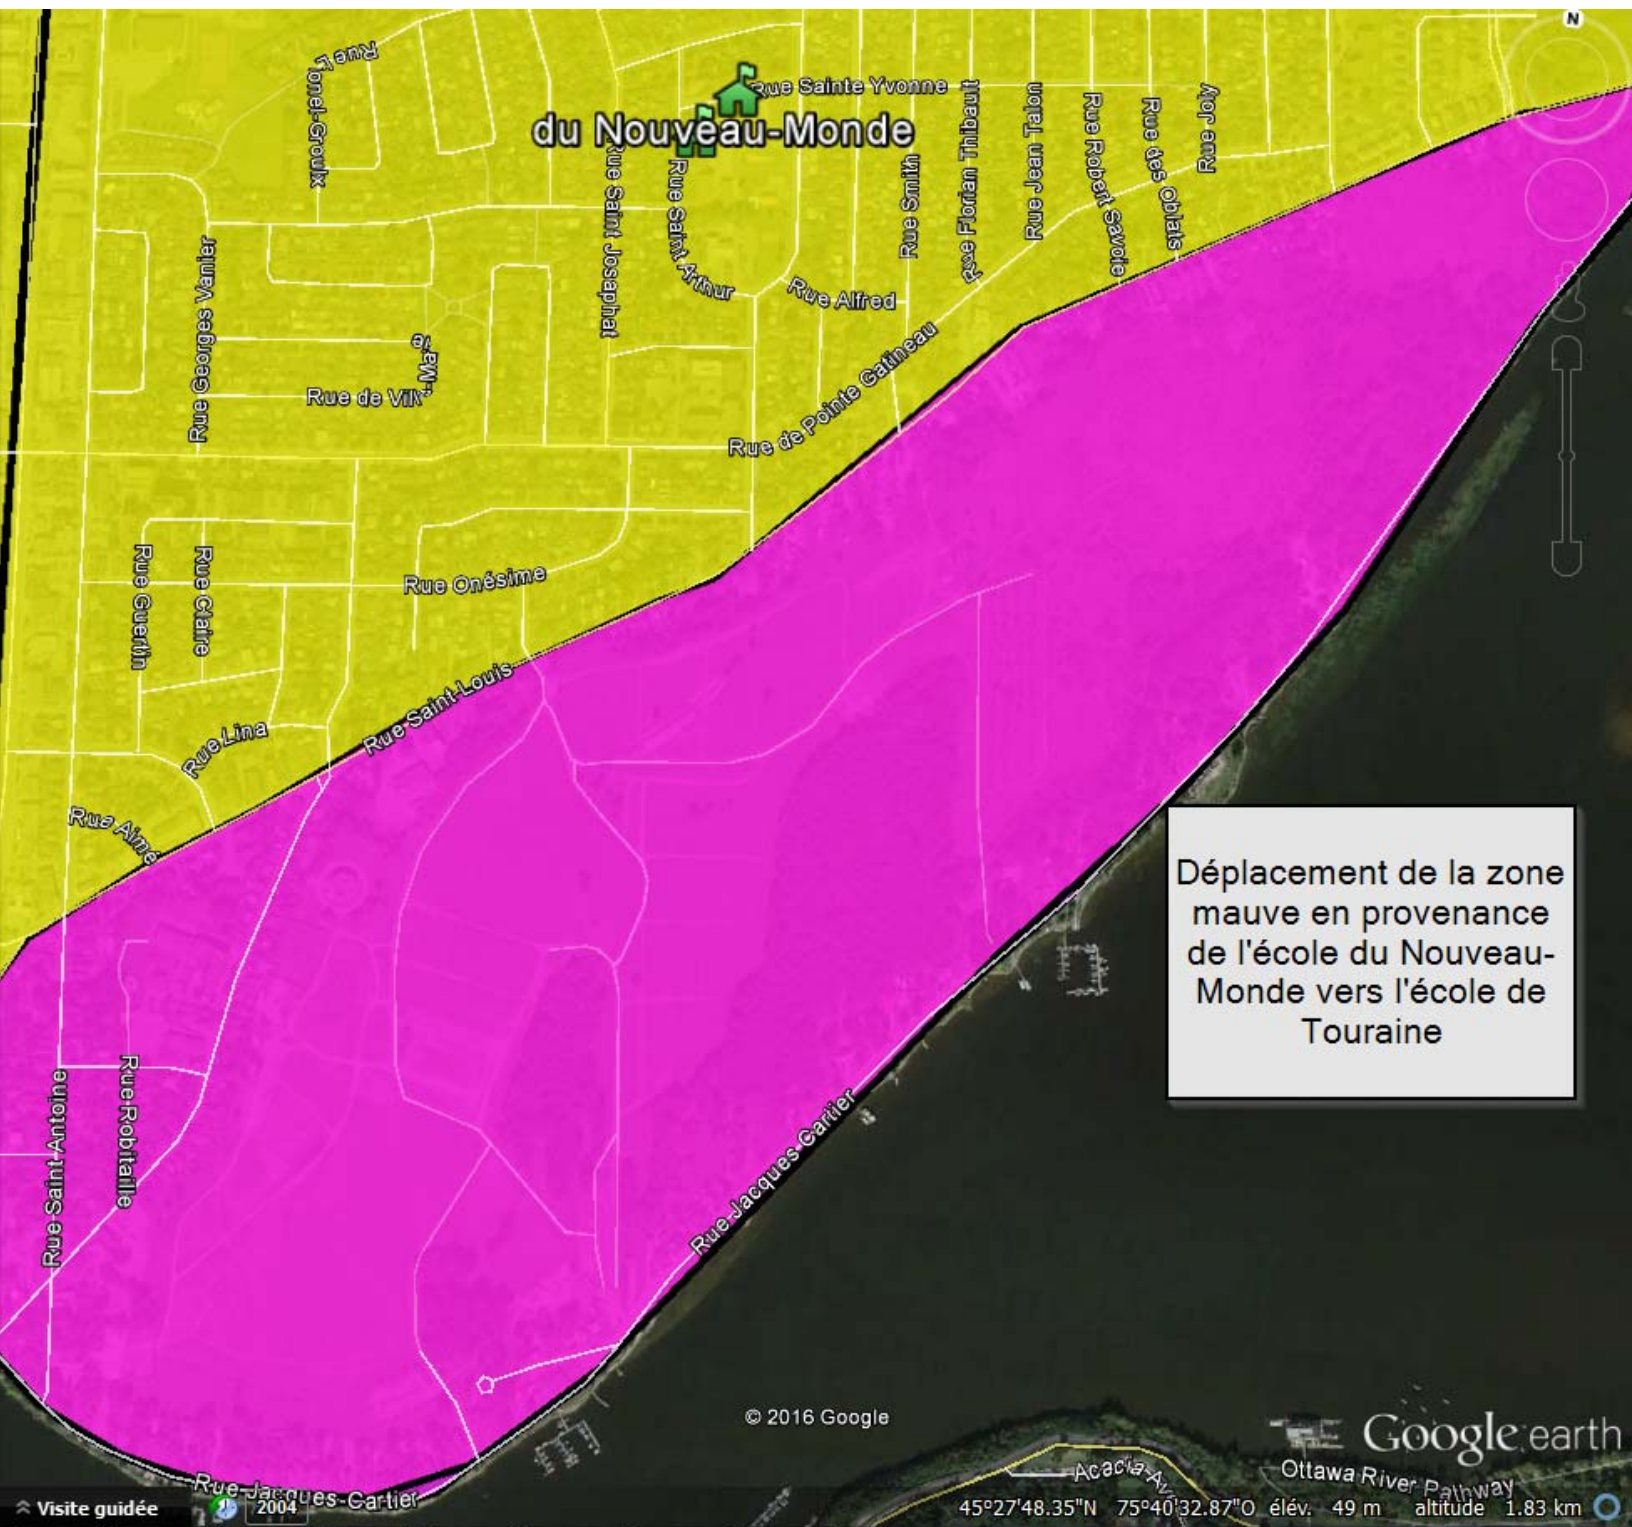 N
Rue Lionel-Groulx
Rue Sainte Yvonne
du Nouveau-Monde
Rue Saint Josaphat
Rue Saint Arthur
Rue Smith
Rue Florian Thibault
Rue Jean Talon
Rue Robert Savoie
Rue des Oblats
Rue Joly
Rue Georges Vanier
Rue Alfred
Rue de Pointe Gatineau
Rue Guertin
Rue Claire
Rue Onésime
Rue Saint-Louis
Rue Lina
Rue Aimé
Déplacement de la zone
mauve en provenance
de l'école du Nouveau-
Monde vers l'école de
Touraine
Rue Saint-Antoine
Rue Robitaille
Rue Jacques-Cartier
© 2016 Google
Google earth
Acacia Av
Ottawa River Pathway
Rue Jacques-Cartier
Visite guidée
2004
45°27'48.35"N 75°40'32.87"O élév. 49 m altitude 1.83 km